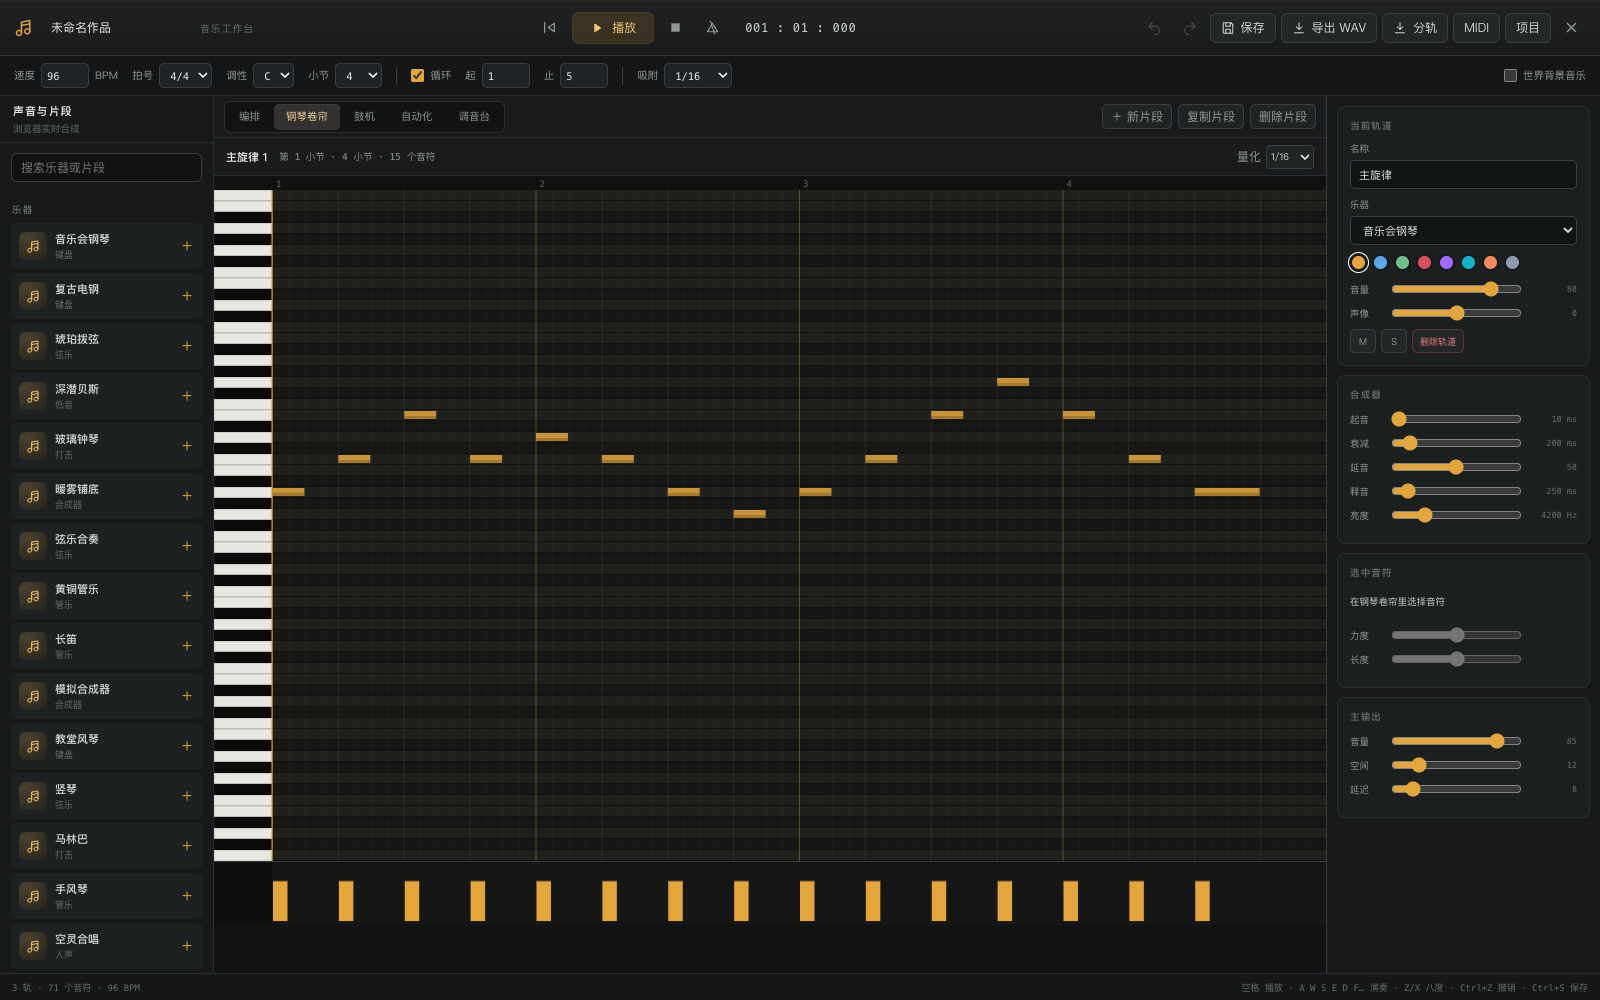 未命名作品
音乐工作台
播放
001 : 01 : 000
保存
导出 WAV
分轨
MIDI
项目
速度 96 BPM
拍号 4/4
调性 C
小节 4
循环 起 1 止 5
吸附 1/16
世界背景音乐
声音与片段
浏览器实时合成
搜索乐器或片段
乐器
音乐会钢琴
键盘
复古电钢
键盘
琥珀拨弦
弦乐
深潜贝斯
低音
玻璃钟琴
打击
暖雾铺底
合成器
弦乐合奏
弦乐
黄铜管乐
管乐
长笛
管乐
模拟合成器
合成器
教堂风琴
键盘
竖琴
弦乐
马林巴
打击
手风琴
管乐
空灵合唱
人声
编排
钢琴卷帘
鼓机
自动化
调音台
+ 新片段
复制片段
删除片段
主旋律 1 第 1 小节 · 4 小节 · 15 个音符
量化 1/16
1 2 3 4
当前轨道
名称
主旋律
乐器
音乐会钢琴
音量 80
声像 0
M S 删除轨道
合成器
起音 10 ms
衰减 200 ms
延音 50
释音 250 ms
亮度 4200 Hz
选中音符
在钢琴卷帘里选择音符
力度
长度
主输出
音量 85
空间 12
延迟 8
3 轨 · 71 个音符 · 96 BPM
空格 播放 · A W S E D F… 演奏 · Z/X 八度 · Ctrl+Z 撤销 · Ctrl+S 保存